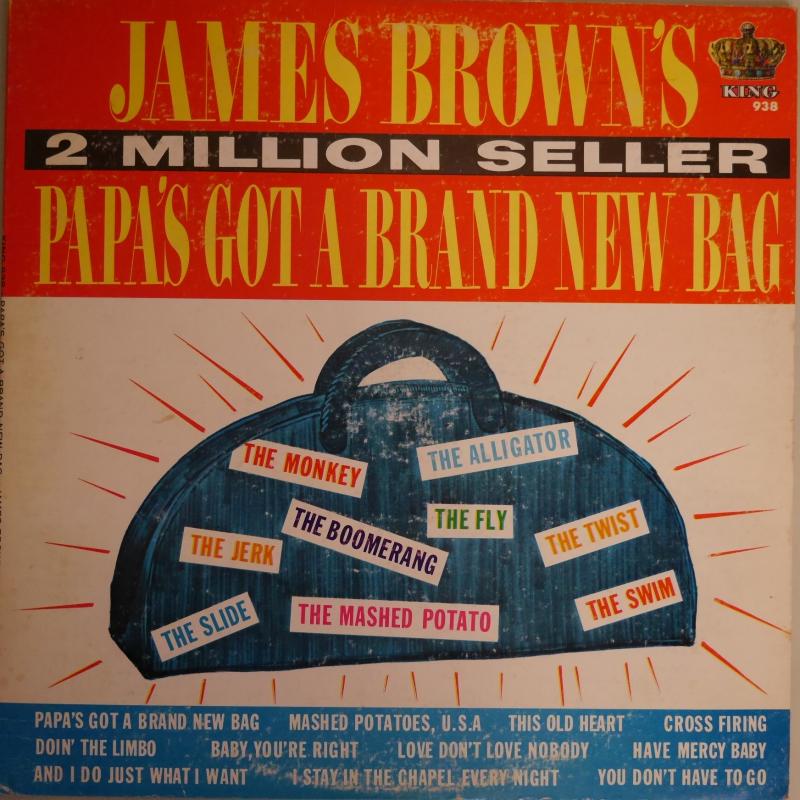 JAMES BROWN'S
KING
938
2 MILLION SELLER
PAPA'S GOT A BRAND NEW BAG
THE MONKEY
THE ALLIGATOR
THE JERK
THE BOOMERANG
THE FLY
THE TWIST
THE SLIDE
THE MASHED POTATO
THE SWIM
PAPA'S GOT A BRAND NEW BAG MASHED POTATOES, U.S.A THIS OLD HEART CROSS FIRING
DOIN' THE LIMBO BABY, YOU'RE RIGHT LOVE DON'T LOVE NOBODY HAVE MERCY BABY
AND I DO JUST WHAT I WANT I STAY IN THE CHAPEL EVERY NIGHT YOU DON'T HAVE TO GO